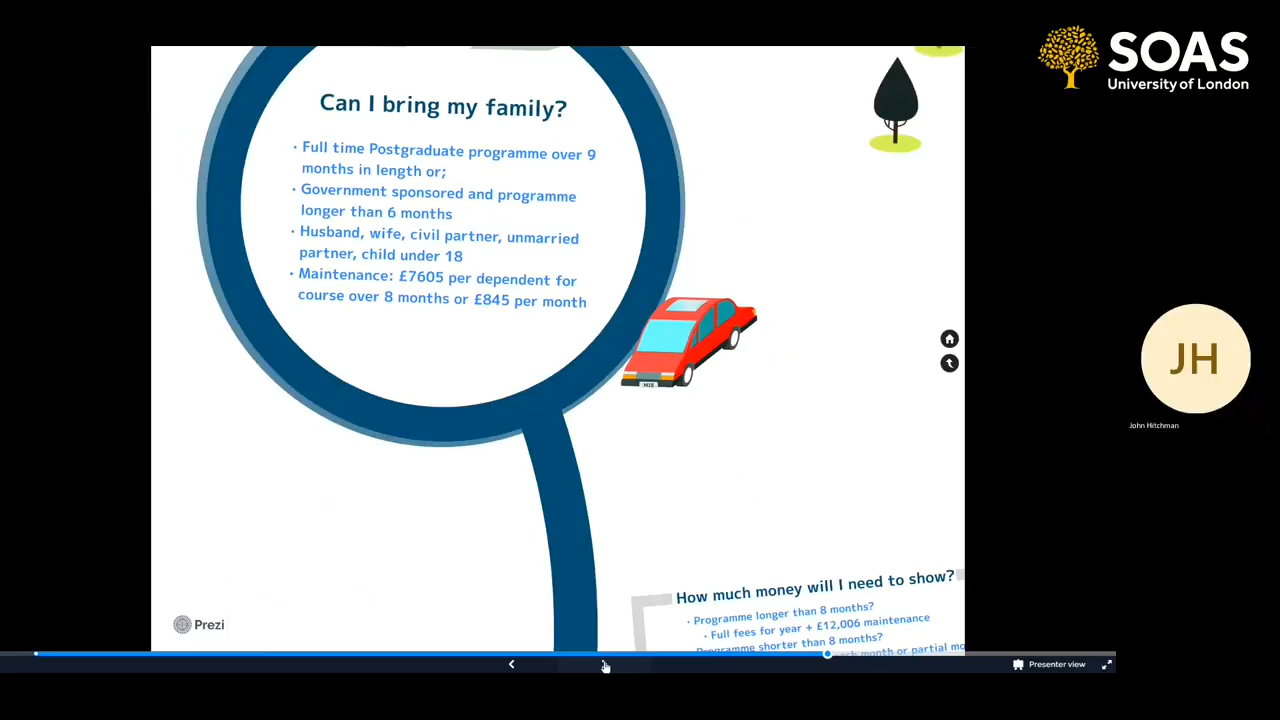 SOAS
University of London
Can I bring my family?
· Full time Postgraduate programme over 9
months in length or;
· Government sponsored and programme
longer than 6 months
· Husband, wife, civil partner, unmarried
partner, child under 18
· Maintenance: £7605 per dependent for
course over 8 months or £845 per month
JH
John Hitchman
How much money will I need to show?
· Programme longer than 8 months?
· Full fees for year + £12,006 maintenance
Programme shorter than 8 months?
month or partial
Prezi
Presenter view